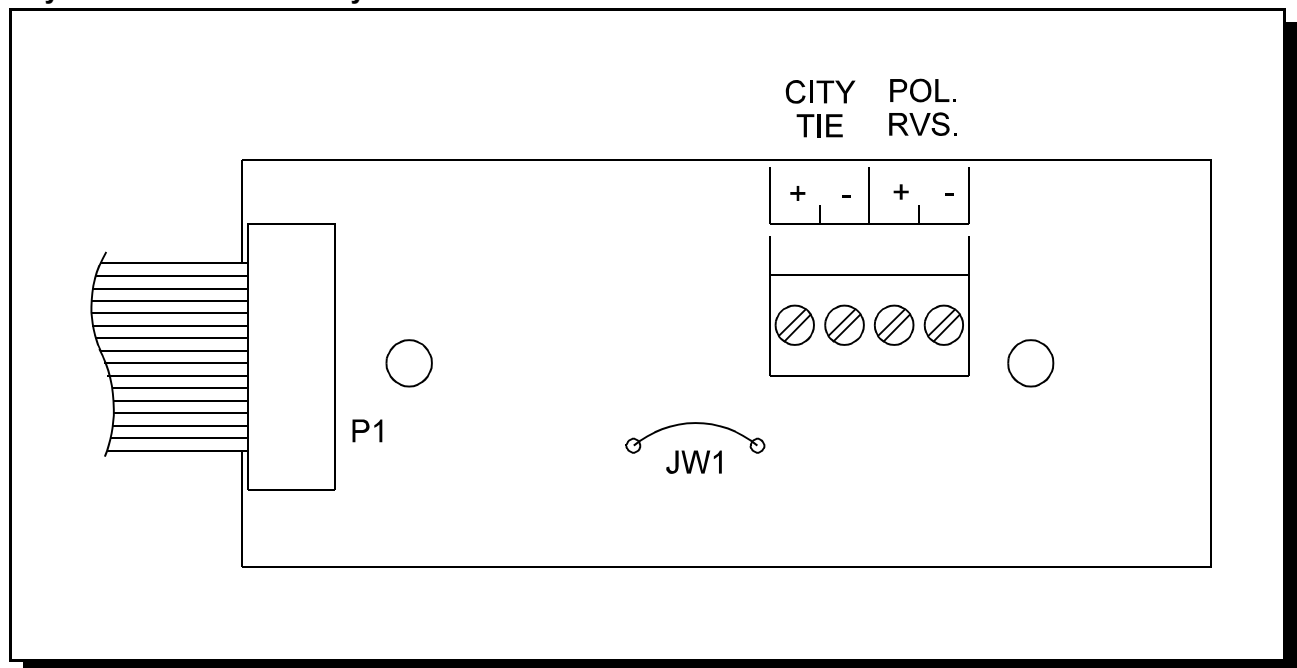 CITY POL.
TIE RVS.
+ - + -
P1
JW1